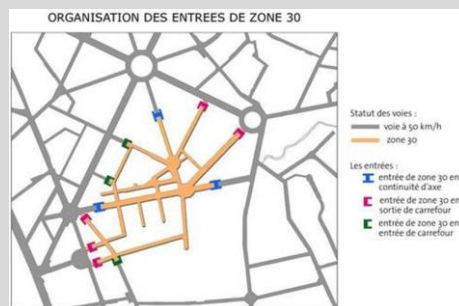 ORGANISATION DES ENTREES DE ZONE 30
Statut des voies :
voie à 50 km/h
zone 30
Les entrées :
entrée de zone 30 en
continuité d'axe
entrée de zone 30 en
sortie de carrefour
entrée de zone 30 en
entrée de carrefour